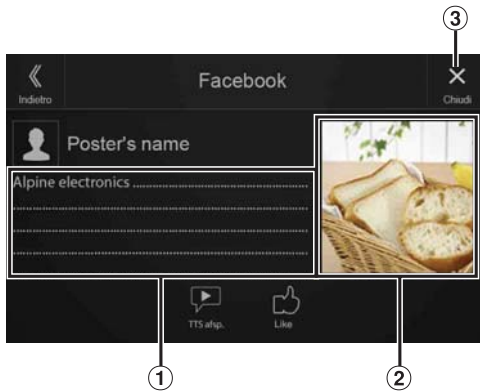 ③
Indietro
Facebook
Chiudi
Poster's name
Alpine electronics ................................................
................................................................................
................................................................................
................................................................................
TTS afsp.
Like
①
②